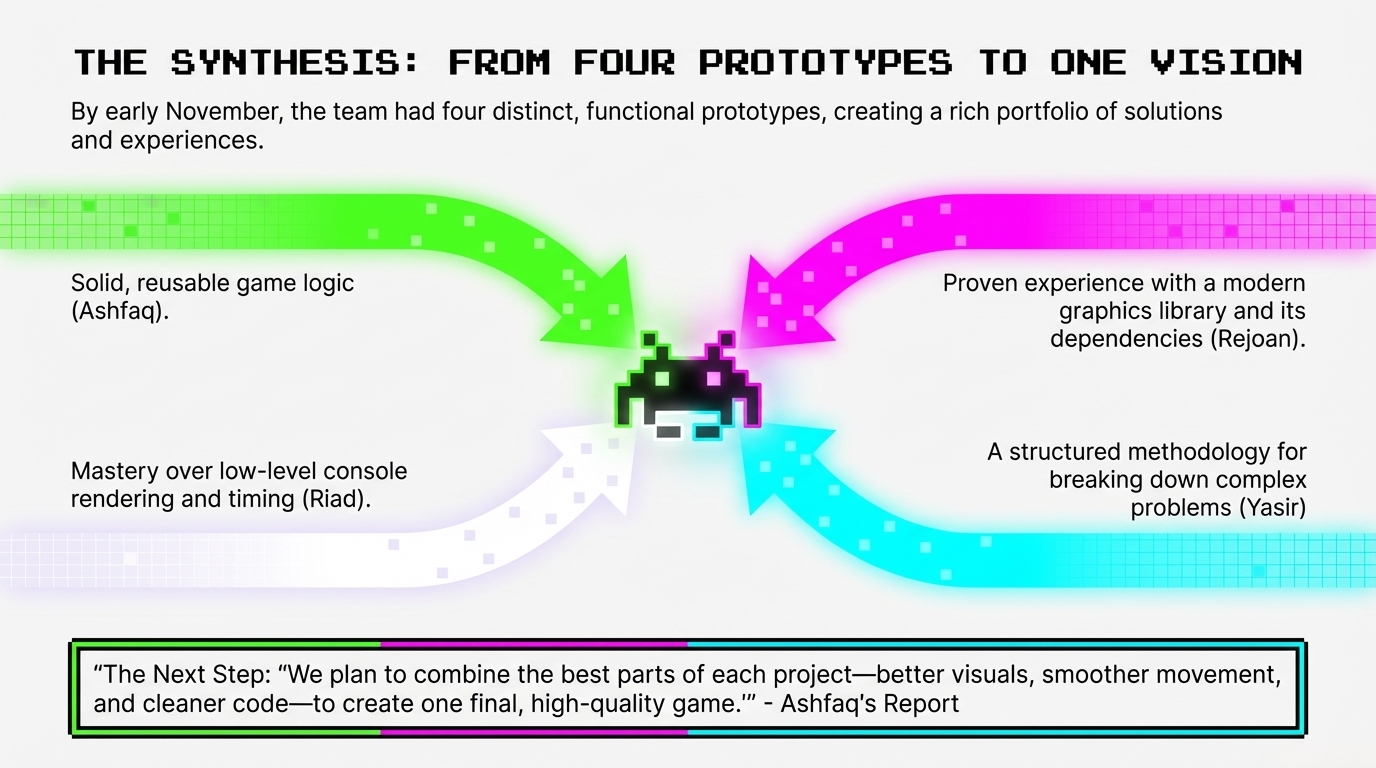 THE SYNTHESIS: FROM FOUR PROTOTYPES TO ONE VISION
By early November, the team had four distinct, functional prototypes, creating a rich portfolio of solutions
and experiences.
Solid, reusable game logic
(Ashfaq).
Proven experience with a modern
graphics library and its
dependencies (Rejoan).
Mastery over low-level console
rendering and timing (Riad).
A structured methodology for
breaking down complex
problems (Yasir)
“The Next Step: “We plan to combine the best parts of each project—better visuals, smoother movement,
and cleaner code—to create one final, high-quality game.’” - Ashfaq's Report